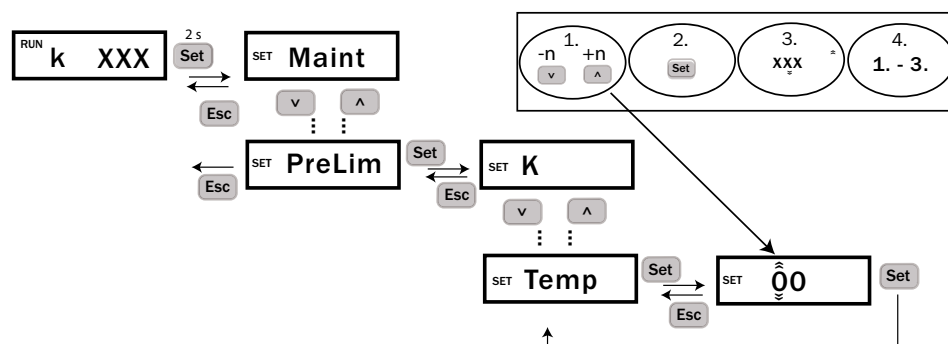 RUN k XXX
2 s
Set
Esc
SET Maint
v
^
SET PreLim
Esc
Set
Esc
SET K
v
^
SET Temp
Set
Esc
SET 00
Set
1.
-n +n
v ^
2.
Set
3.
XXX
4.
1. - 3.